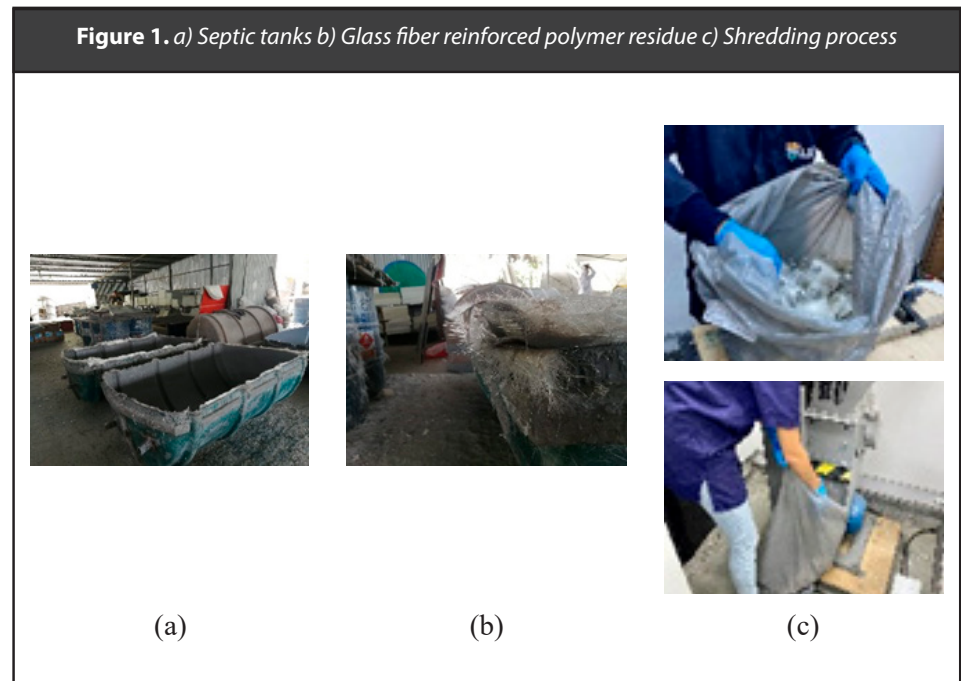 Figure 1. a) Septic tanks b) Glass fiber reinforced polymer residue c) Shredding process
(a)
(b)
(c)